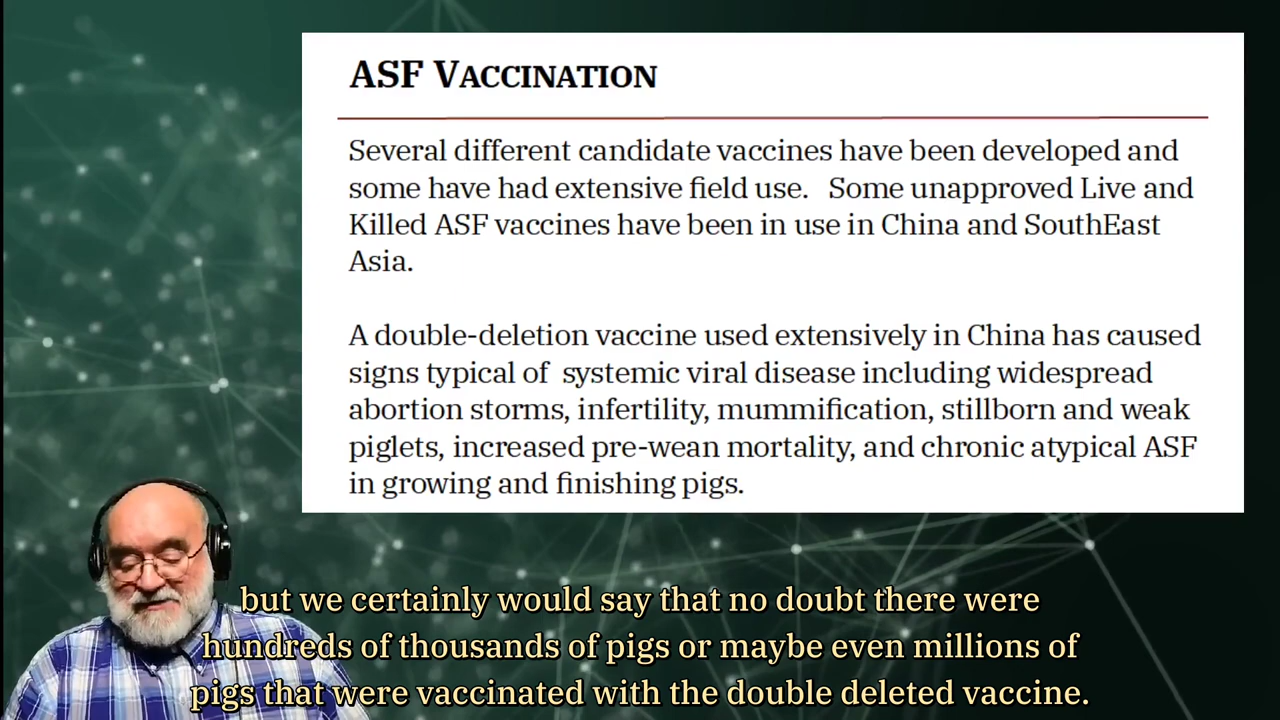 ASF VACCINATION
Several different candidate vaccines have been developed and
some have had extensive field use.   Some unapproved Live and
Killed ASF vaccines have been in use in China and SouthEast
Asia.
A double-deletion vaccine used extensively in China has caused
signs typical of  systemic viral disease including widespread
abortion storms, infertility, mummification, stillborn and weak
piglets, increased pre-wean mortality, and chronic atypical ASF
in growing and finishing pigs.
but we certainly would say that no doubt there were
hundreds of thousands of pigs or maybe even millions of
pigs that were vaccinated with the double deleted vaccine.